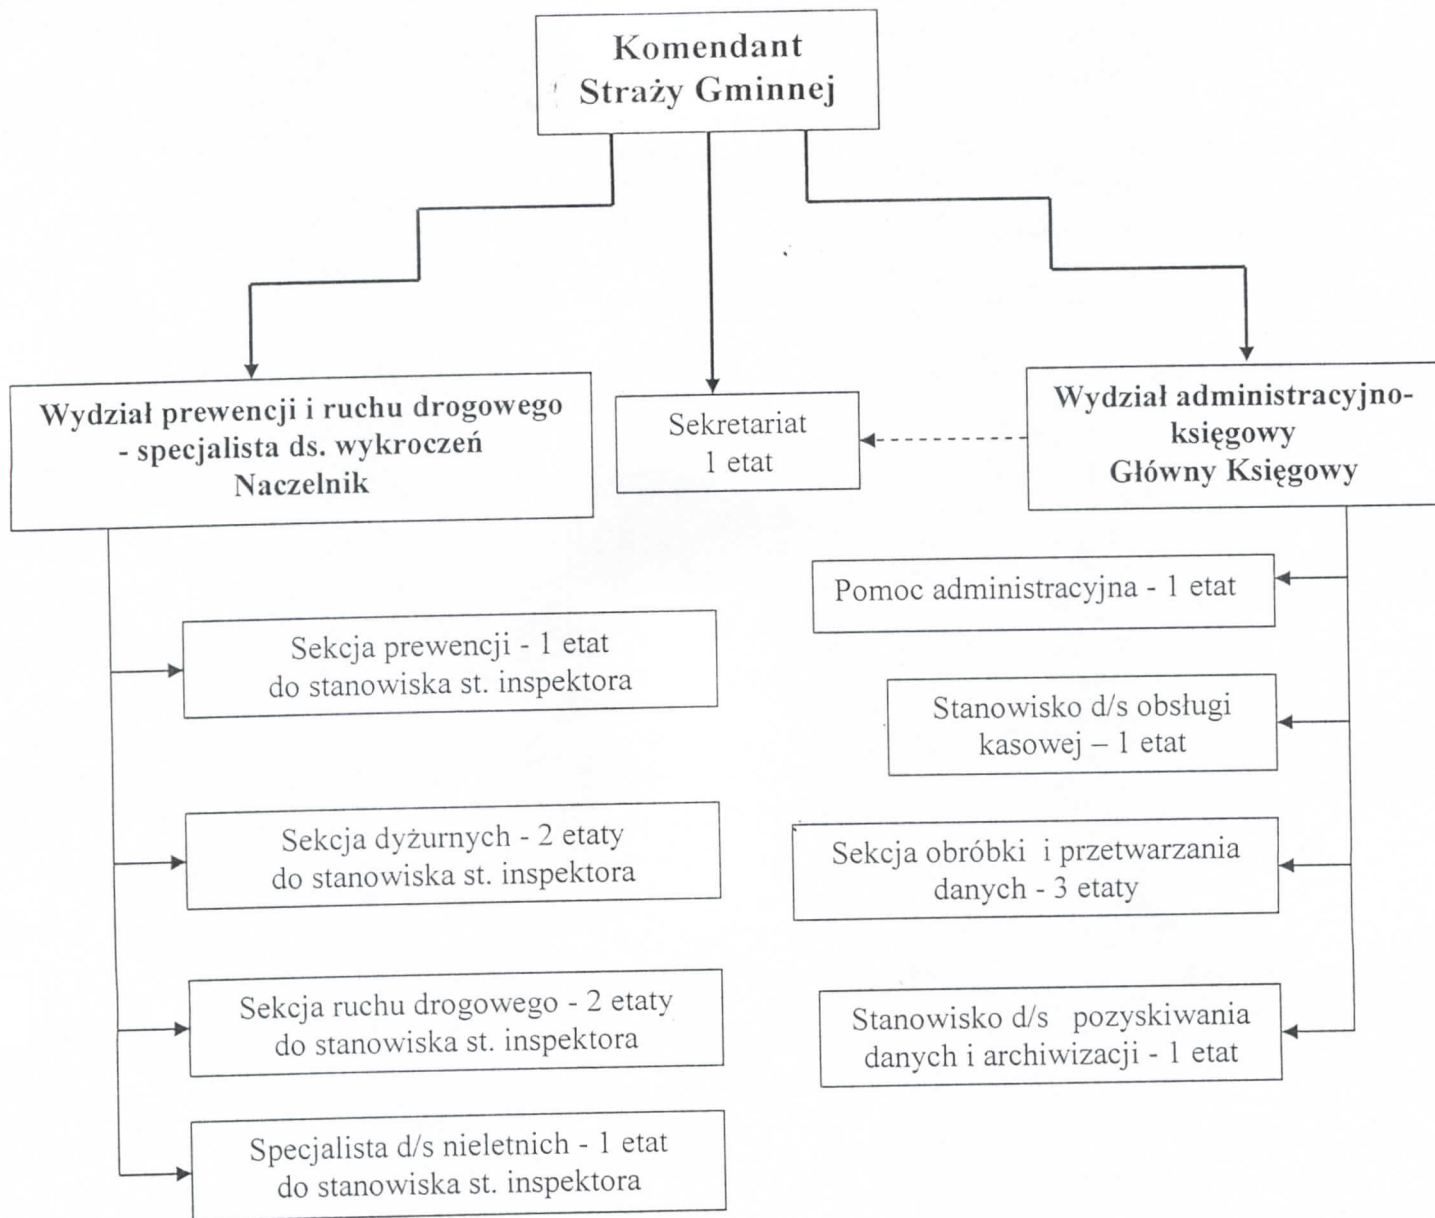 Komendant
Straży Gminnej
Wydział prewencji i ruchu drogowego
- specjalista ds. wykroczeń
Naczelnik
Sekretariat
1 etat
Wydział administracyjno-
księgowy
Główny Księgowy
Sekcja prewencji - 1 etat
do stanowiska st. inspektora
Sekcja dyżurnych - 2 etaty
do stanowiska st. inspektora
Sekcja ruchu drogowego - 2 etaty
do stanowiska st. inspektora
Specjalista d/s nieletnich - 1 etat
do stanowiska st. inspektora
Pomoc administracyjna - 1 etat
Stanowisko d/s obsługi
kasowej – 1 etat
Sekcja obróbki i przetwarzania
danych - 3 etaty
Stanowisko d/s pozyskiwania
danych i archiwizacji - 1 etat